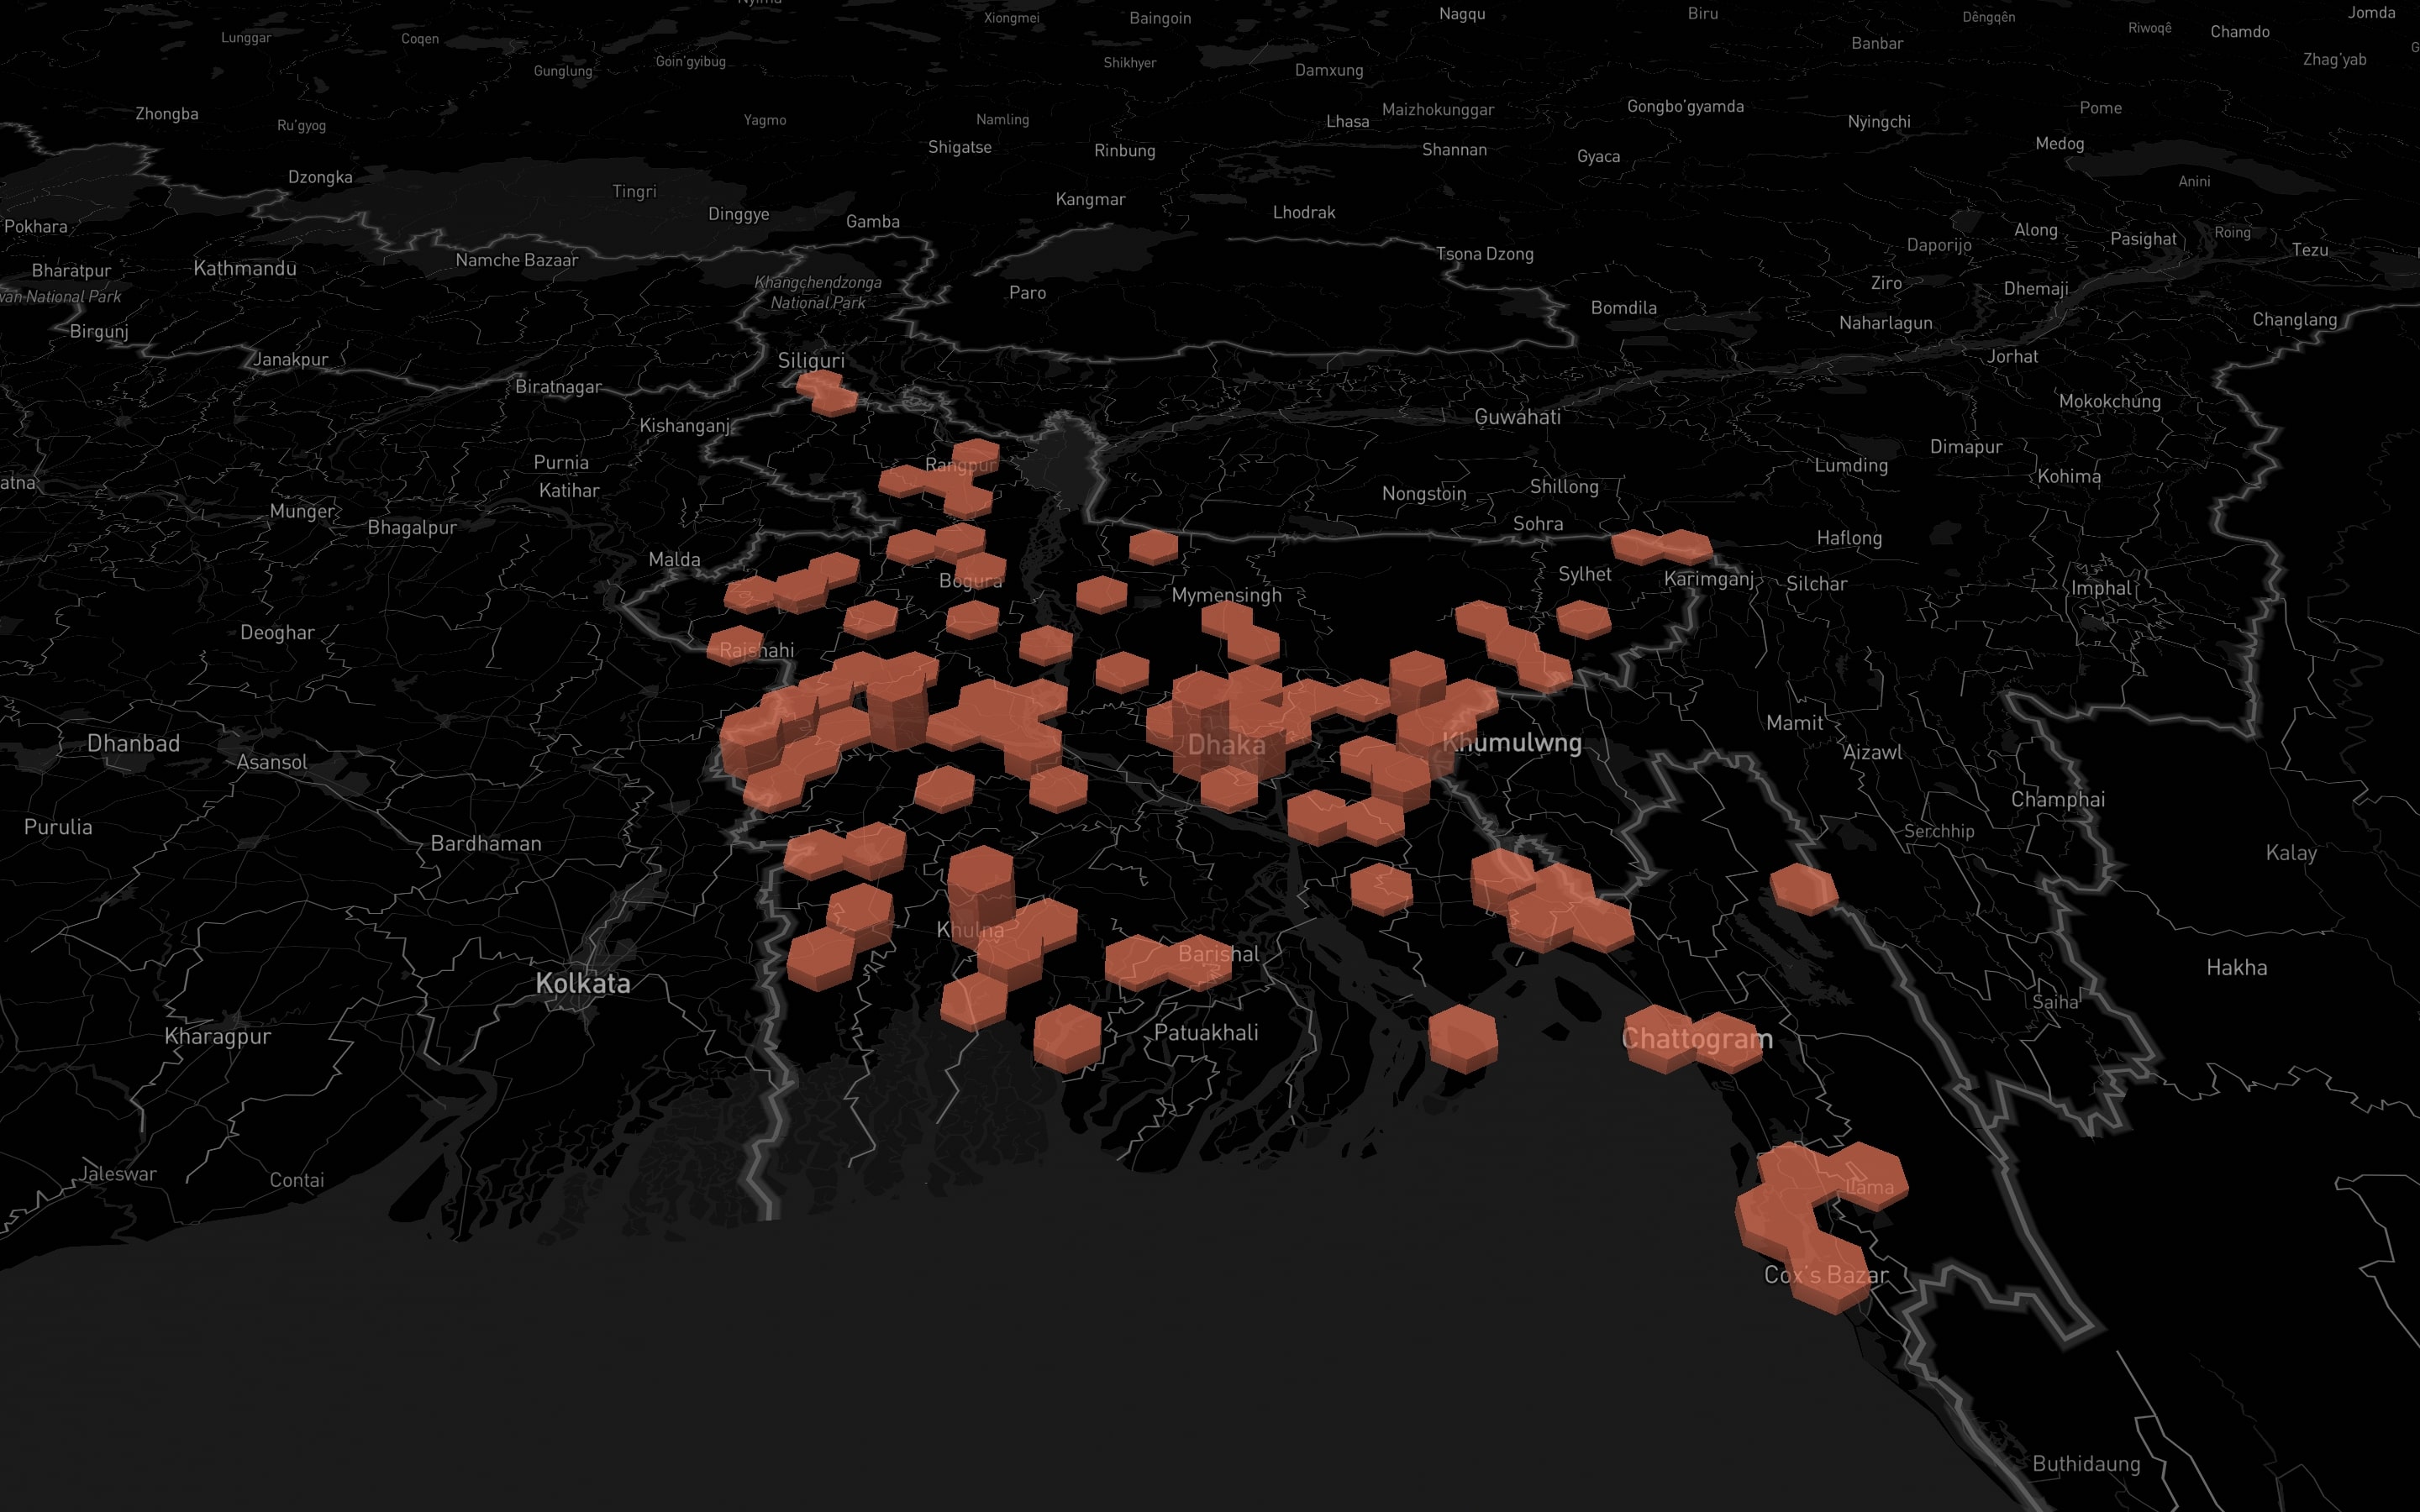 Xiongmei
Baingoin
Nagqu
Biru
Dêngqên
Riwoqê
Jomda
Lunggar
Coqen
Gunglung
Goin'gyibug
Shikhyer
Damxung
Banbar
Chamdo
Zhag'yab
Zhongba
Ru'gyog
Yagmo
Namling
Lhasa
Maizhokunggar
Gongbo'gyamda
Nyingchi
Pome
Shigatse
Rinbung
Shannan
Gyaca
Medog
Dzongka
Tingri
Kangmar
Anini
Pokhara
Dinggye
Gamba
Lhodrak
Daporijo
Along
Pasighat
Roing
Tezu
Bharatpur
Kathmandu
Namche Bazaar
Tsona Dzong
van National Park
Khangchendzonga
National Park
Paro
Bomdila
Ziro
Dhemaji
Birgunj
Naharlagun
Changlang
Janakpur
Siliguri
Jorhat
Biratnagar
Mokokchung
Kishanganj
Guwahati
Purnia
Rangpur
Lumding
Dimapur
atna
Katihar
Nongstoin
Shillong
Kohima
Munger
Bhagalpur
Sohra
Haflong
Malda
Bogura
Mymensingh
Sylhet
Karimganj
Silchar
Imphal
Deoghar
Rajshahi
Dhanbad
Asansol
Dhaka
Khumulwng
Mamit
Aizawl
Purulia
Bardhaman
Champhai
Serchhip
Kalay
Khulna
Barishal
Kolkata
Hakha
Kharagpur
Patuakhali
Chattogram
Saiha
Jaleswar
Contai
llama
Cox's Bazar
Buthidaung